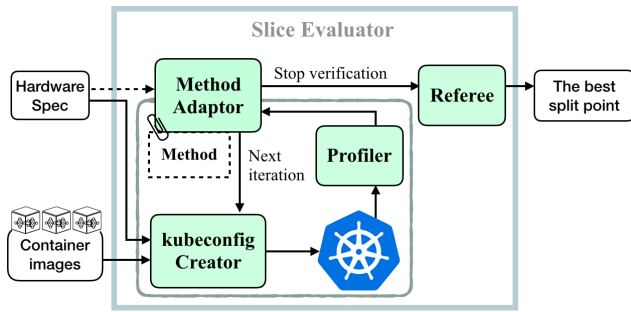 Slice Evaluator
Hardware
Spec
Method
Adaptor
Stop verification
Referee
The best
split point
Method
Next
iteration
Profiler
Container
images
kubeconfig
Creator